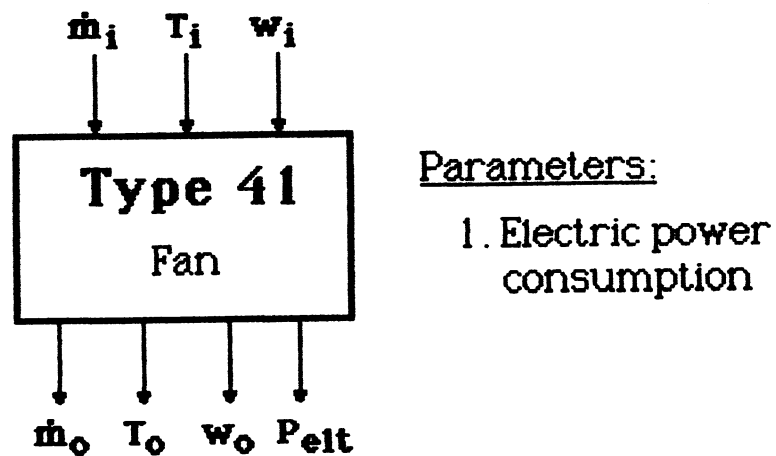 ṁi Ti wi
Type 41
Fan
ṁo To wo Pelt
Parameters:
1. Electric power
consumption